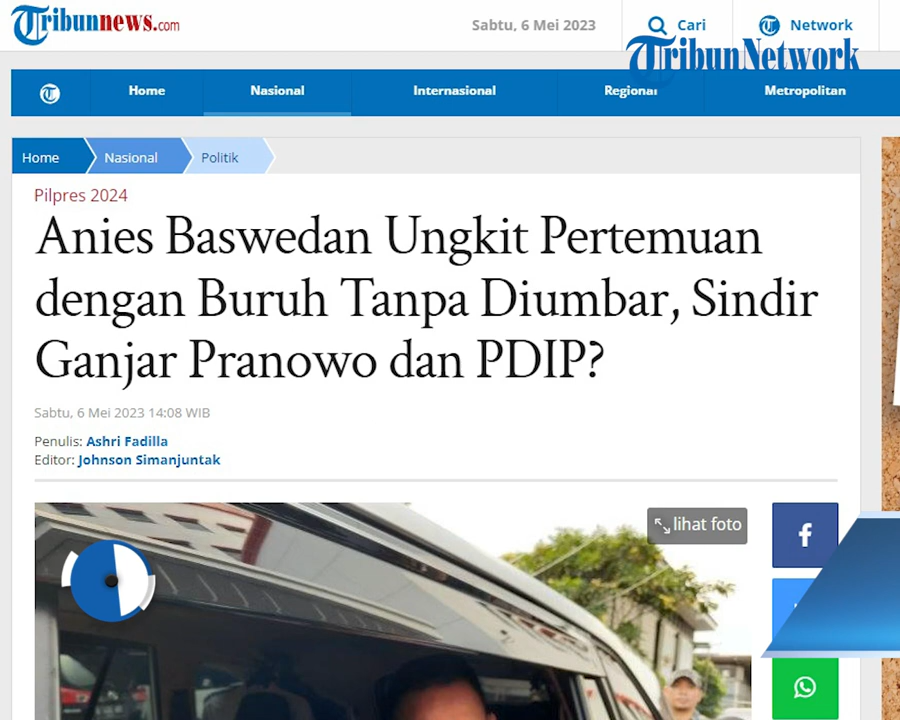 Tribunnews.com
Sabtu, 6 Mei 2023
Cari
Network
TribunNetwork
Home
Nasional
Internasional
Regional
Metropolitan
Home
Nasional
Politik
Pilpres 2024
Anies Baswedan Ungkit Pertemuan
dengan Buruh Tanpa Diumbar, Sindir
Ganjar Pranowo dan PDIP?
Sabtu, 6 Mei 2023 14:08 WIB
Penulis: Ashri Fadilla
Editor: Johnson Simanjuntak
lihat foto